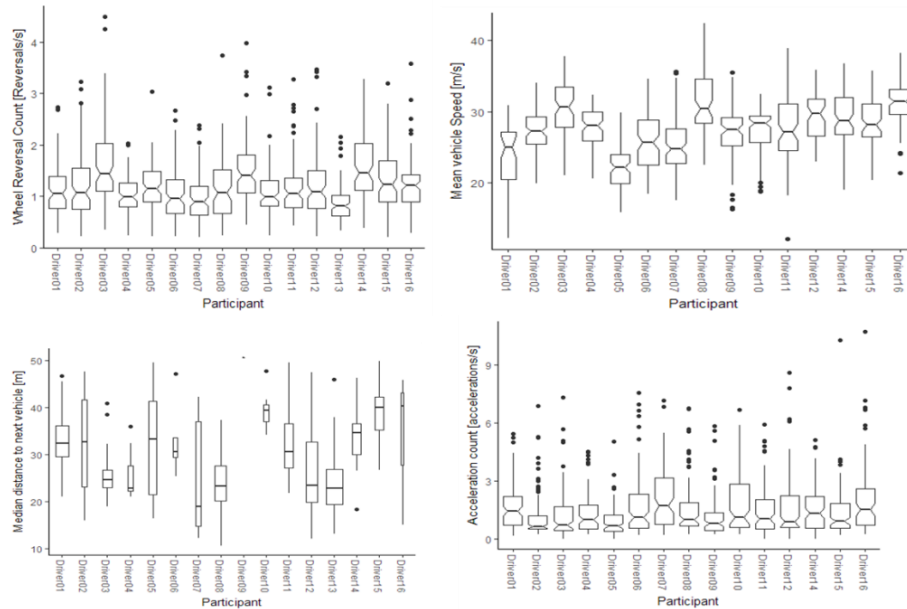 Wheel Reversal Count [Reversals/s]
4
3
2
1
0
Driver01
Driver02
Driver03
Driver04
Driver05
Driver06
Driver07
Driver08
Driver09
Driver10
Driver11
Driver12
Driver13
Driver14
Driver15
Driver16
Participant
Mean vehicle Speed [m/s]
40
30
20
Driver01
Driver02
Driver03
Driver04
Driver05
Driver06
Driver07
Driver08
Driver09
Driver10
Driver11
Driver12
Driver13
Driver14
Driver15
Driver16
Participant
Median distance to next vehicle [m]
50
40
30
20
10
Driver01
Driver02
Driver03
Driver04
Driver05
Driver06
Driver07
Driver08
Driver09
Driver10
Driver11
Driver12
Driver13
Driver14
Driver15
Driver16
Participant
Acceleration count [accelerations/s]
9
6
3
0
Driver01
Driver02
Driver03
Driver04
Driver05
Driver06
Driver07
Driver08
Driver09
Driver10
Driver11
Driver12
Driver13
Driver14
Driver15
Driver16
Participant